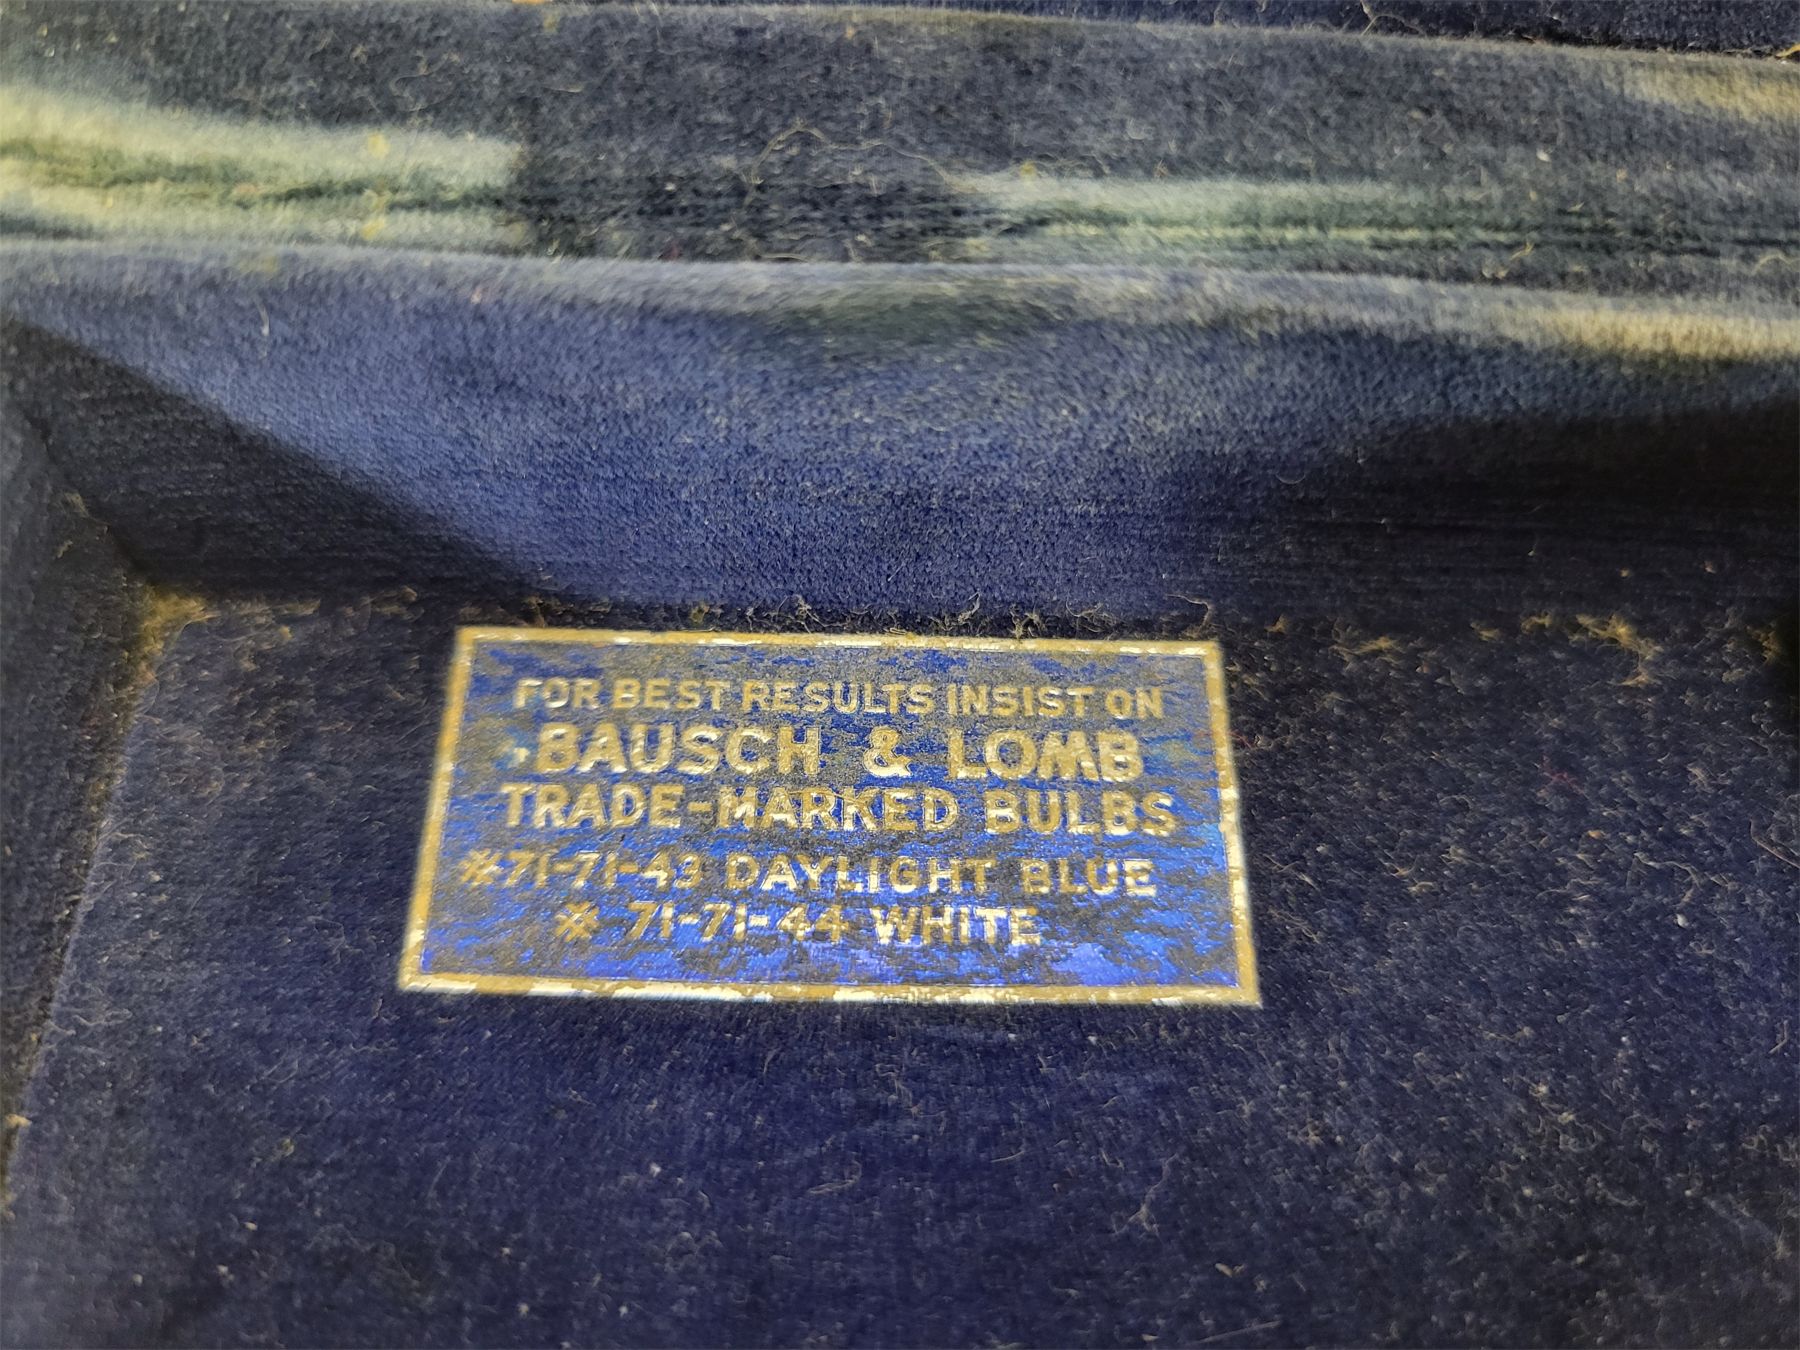 FOR BEST RESULTS INSIST ON
BAUSCH & LOMB
TRADE-MARKED BULBS
※71-71-43 DAYLIGHT BLUE
※ 71-71-44 WHITE